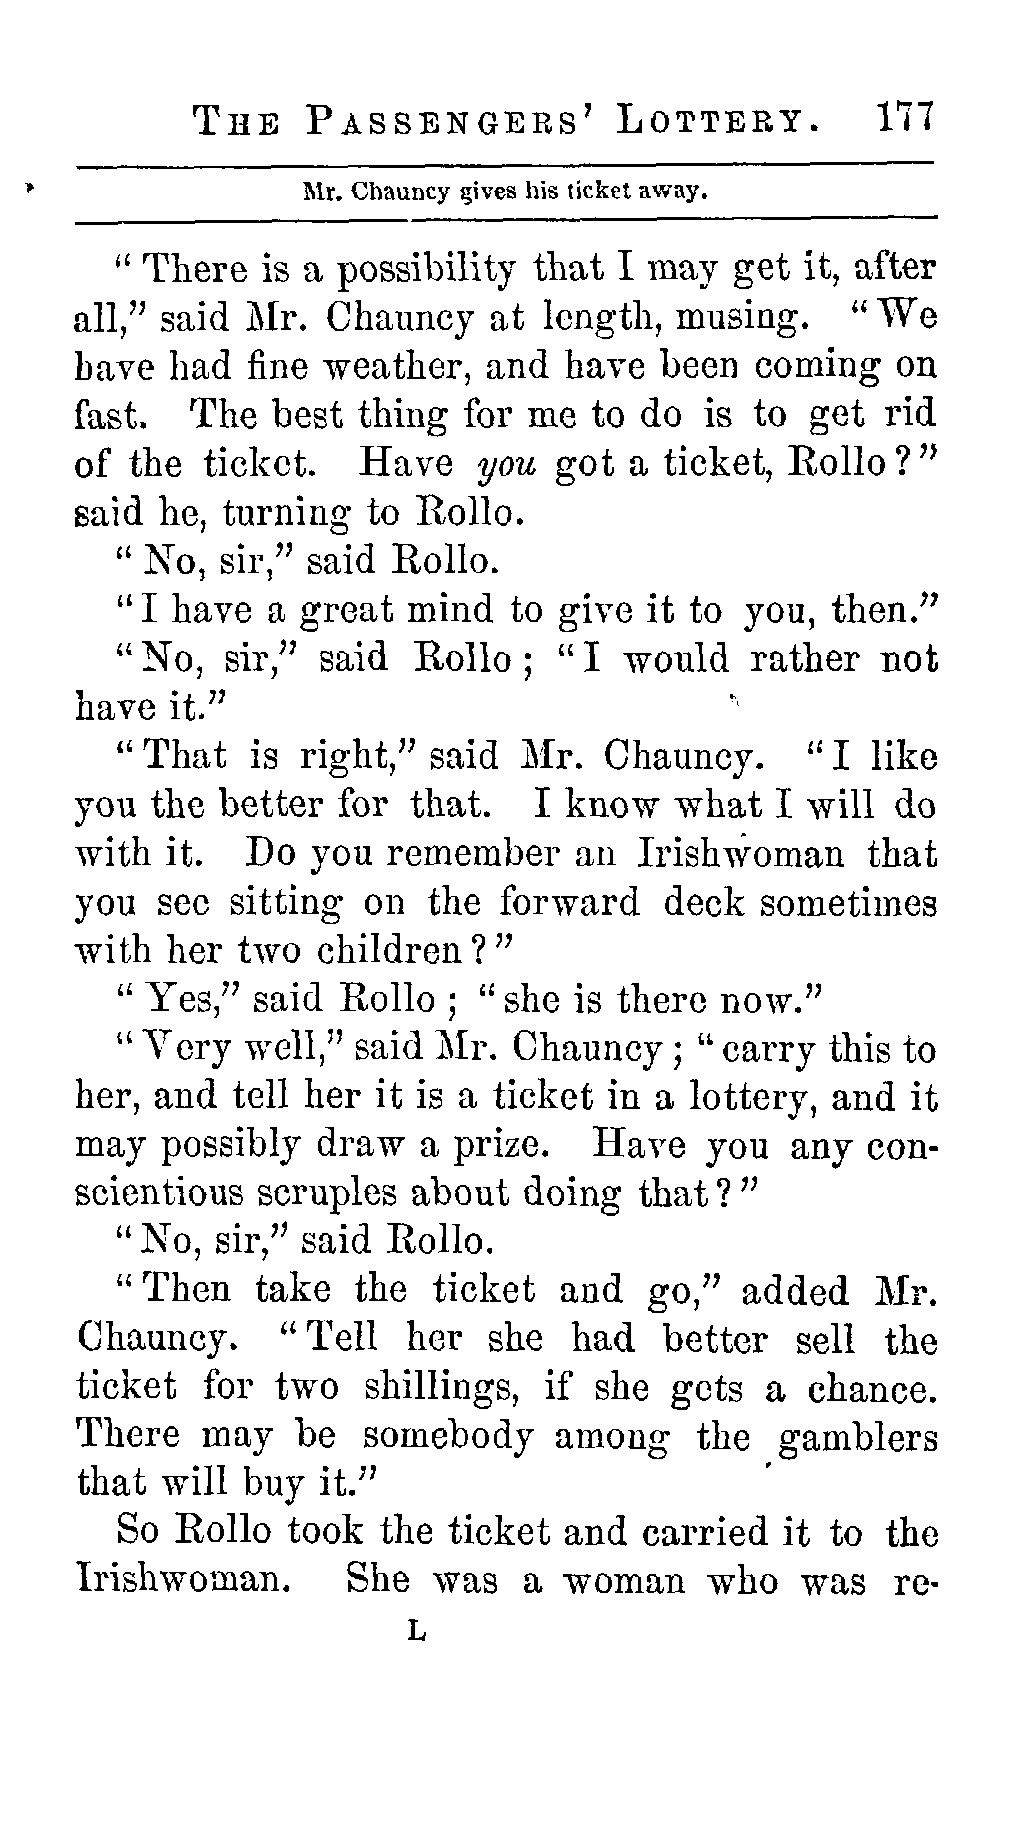 THE PASSENGERS' LOTTERY. 177
Mr. Chauncy gives his ticket away.
"There is a possibility that I may get it, after
all," said Mr. Chauncy at length, musing. "We
have had fine weather, and have been coming on
fast. The best thing for me to do is to get rid
of the ticket. Have you got a ticket, Rollo?"
said he, turning to Rollo.
"No, sir," said Rollo.
"I have a great mind to give it to you, then."
"No, sir," said Rollo; "I would rather not
have it."
"That is right," said Mr. Chauncy. "I like
you the better for that. I know what I will do
with it. Do you remember an Irishwoman that
you see sitting on the forward deck sometimes
with her two children?"
"Yes," said Rollo; "she is there now."
"Very well," said Mr. Chauncy; "carry this to
her, and tell her it is a ticket in a lottery, and it
may possibly draw a prize. Have you any con-
scientious scruples about doing that?"
"No, sir," said Rollo.
"Then take the ticket and go," added Mr.
Chauncy. "Tell her she had better sell the
ticket for two shillings, if she gets a chance.
There may be somebody among the gamblers
that will buy it."
So Rollo took the ticket and carried it to the
Irishwoman. She was a woman who was re-
L